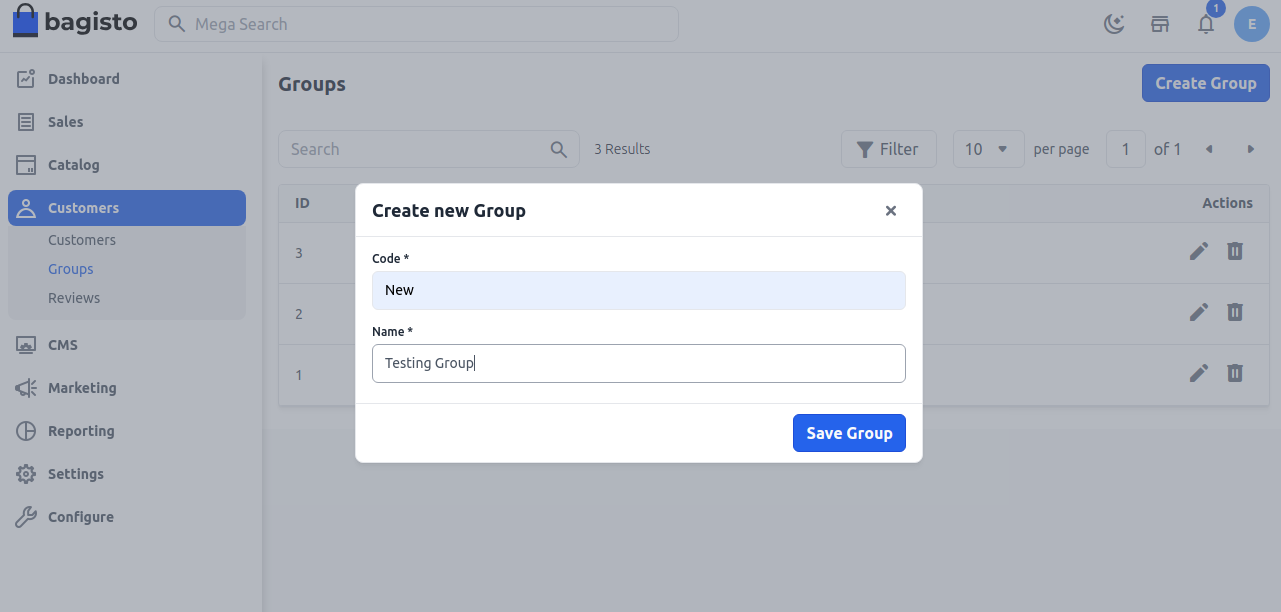 bagisto
Mega Search
1
E
Dashboard
Sales
Catalog
Customers
Customers
Groups
Reviews
CMS
Marketing
Reporting
Settings
Configure
Groups
Create Group
Search
3 Results
Filter
10
per page
1
of 1
ID
Actions
3
2
1
Create new Group
Code *
New
Name *
Testing Group
Save Group